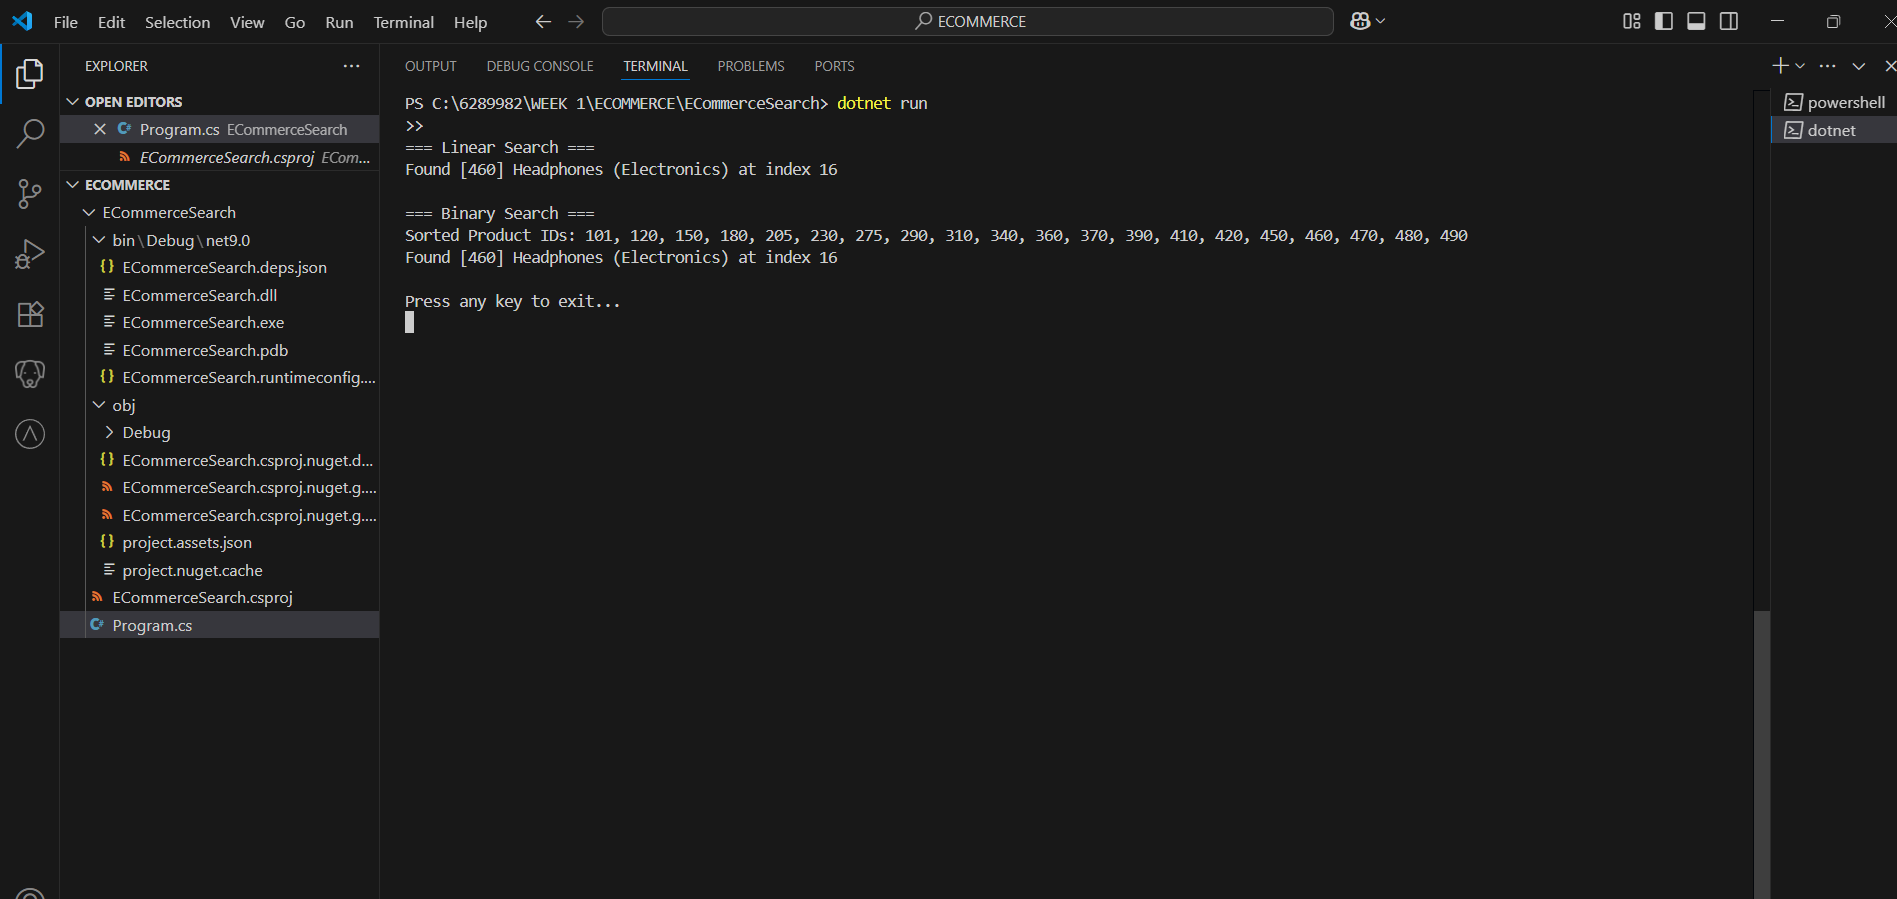 File Edit Selection View Go Run Terminal Help
ECOMMERCE
EXPLORER
OPEN EDITORS
Program.cs ECommerceSearch
ECommerceSearch.csproj ECom...
ECOMMERCE
ECommerceSearch
bin\Debug\net9.0
ECommerceSearch.deps.json
ECommerceSearch.dll
ECommerceSearch.exe
ECommerceSearch.pdb
ECommerceSearch.runtimeconfig....
obj
Debug
ECommerceSearch.csproj.nuget.d...
ECommerceSearch.csproj.nuget.g....
ECommerceSearch.csproj.nuget.g....
project.assets.json
project.nuget.cache
ECommerceSearch.csproj
Program.cs
OUTPUT DEBUG CONSOLE TERMINAL PROBLEMS PORTS
PS C:\6289982\WEEK 1\ECOMMERCE\ECommerceSearch> dotnet run
>>
=== Linear Search ===
Found [460] Headphones (Electronics) at index 16
=== Binary Search ===
Sorted Product IDs: 101, 120, 150, 180, 205, 230, 275, 290, 310, 340, 360, 370, 390, 410, 420, 450, 460, 470, 480, 490
Found [460] Headphones (Electronics) at index 16
Press any key to exit...
powershell
dotnet